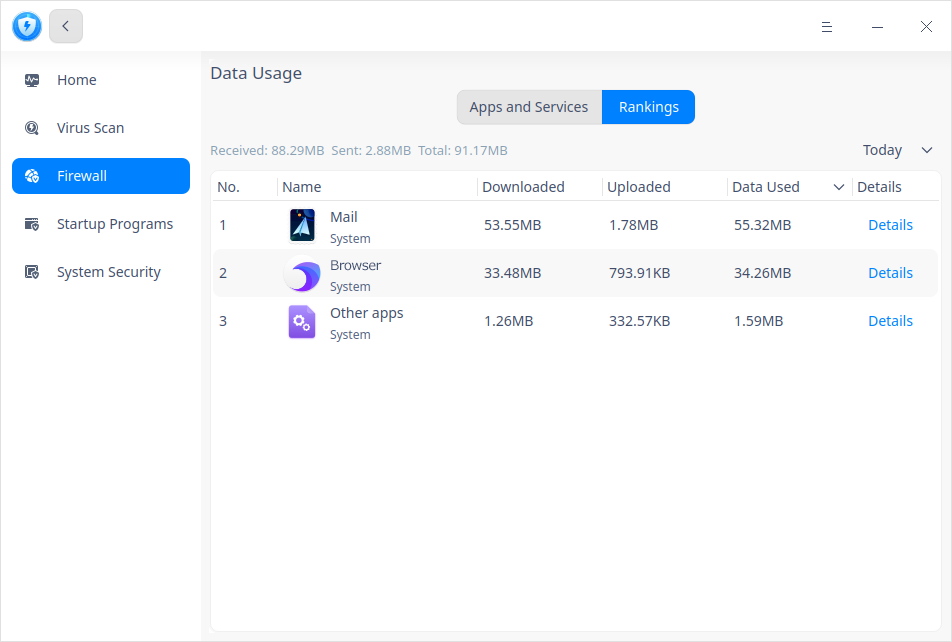 Home
Virus Scan
Firewall
Startup Programs
System Security
Data Usage
Apps and Services
Rankings
Received: 88.29MB Sent: 2.88MB Total: 91.17MB
Today
No. Name Downloaded Uploaded Data Used Details
1 Mail 53.55MB 1.78MB 55.32MB Details
System
2 Browser 33.48MB 793.91KB 34.26MB Details
System
3 Other apps 1.26MB 332.57KB 1.59MB Details
System